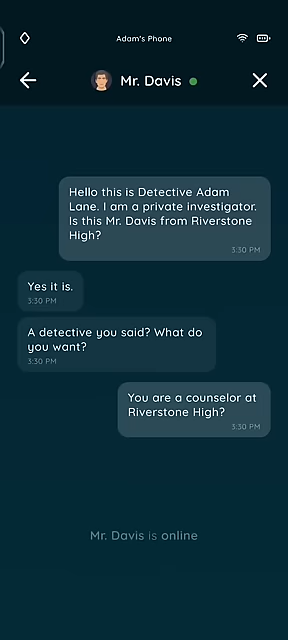 Adam's Phone
Mr. Davis
Hello this is Detective Adam
Lane. I am a private investigator.
Is this Mr. Davis from Riverstone
High?
3:30 PM
Yes it is.
3:30 PM
A detective you said? What do
you want?
3:30 PM
You are a counselor at
Riverstone High?
3:30 PM
Mr. Davis is online